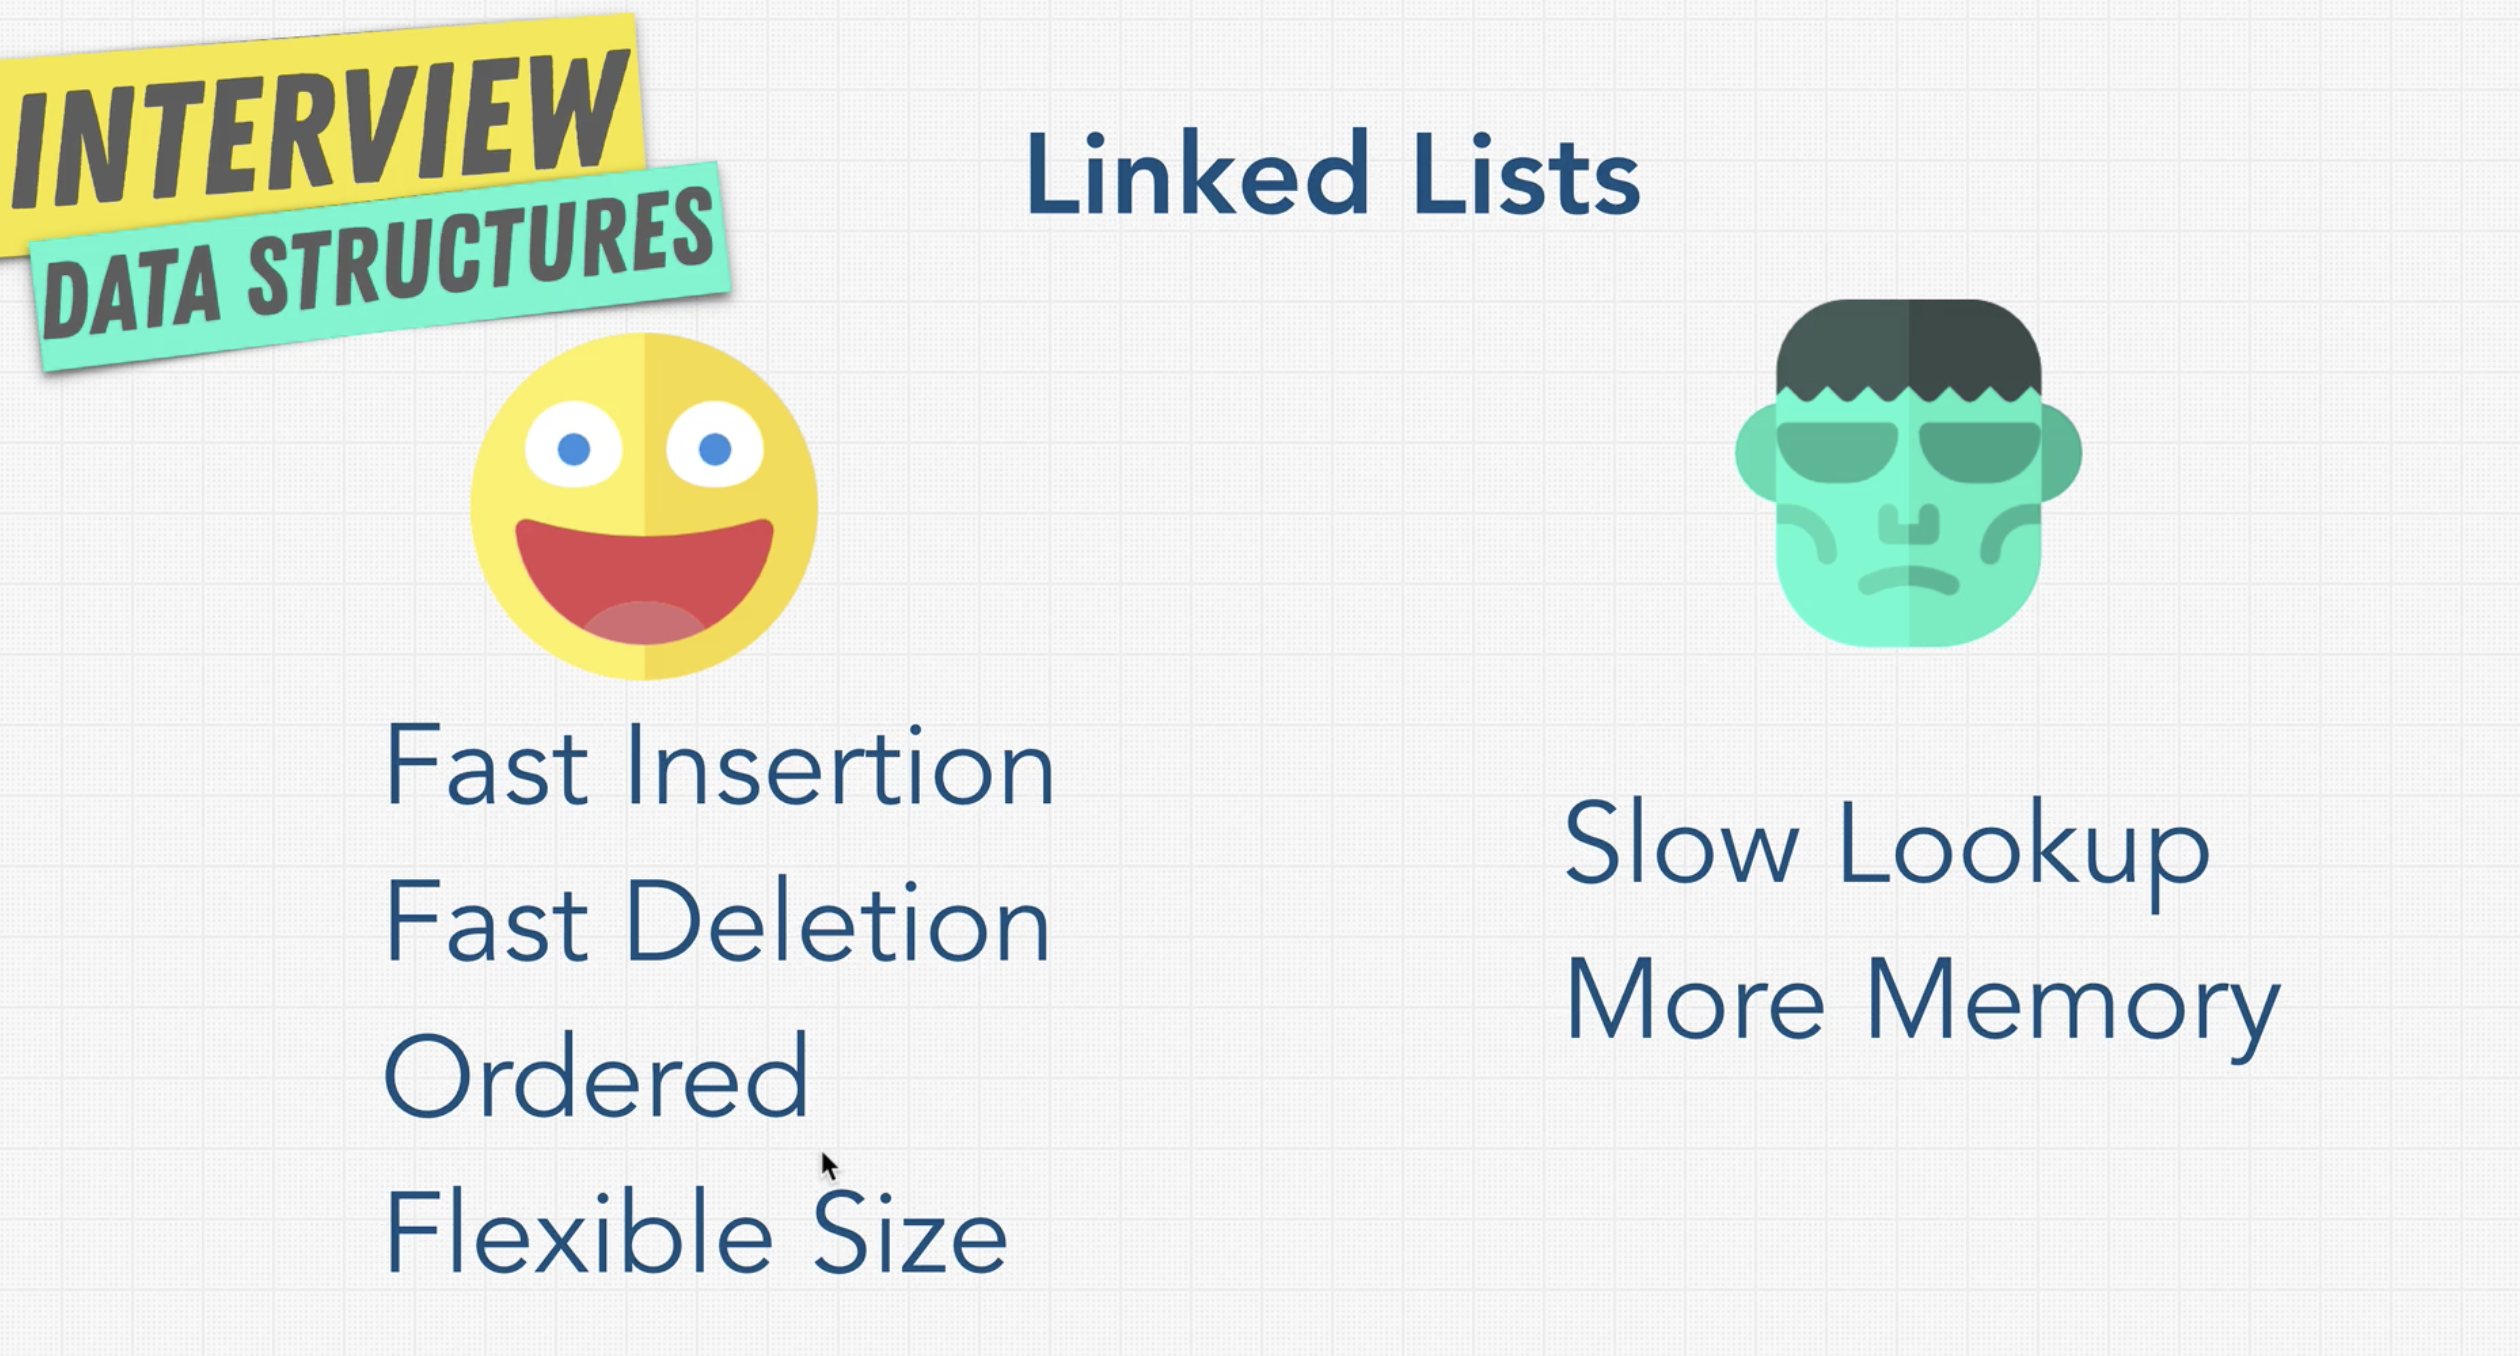 INTERVIEW
DATA STRUCTURES
Linked Lists
Fast Insertion
Fast Deletion
Ordered
Flexible Size
Slow Lookup
More Memory